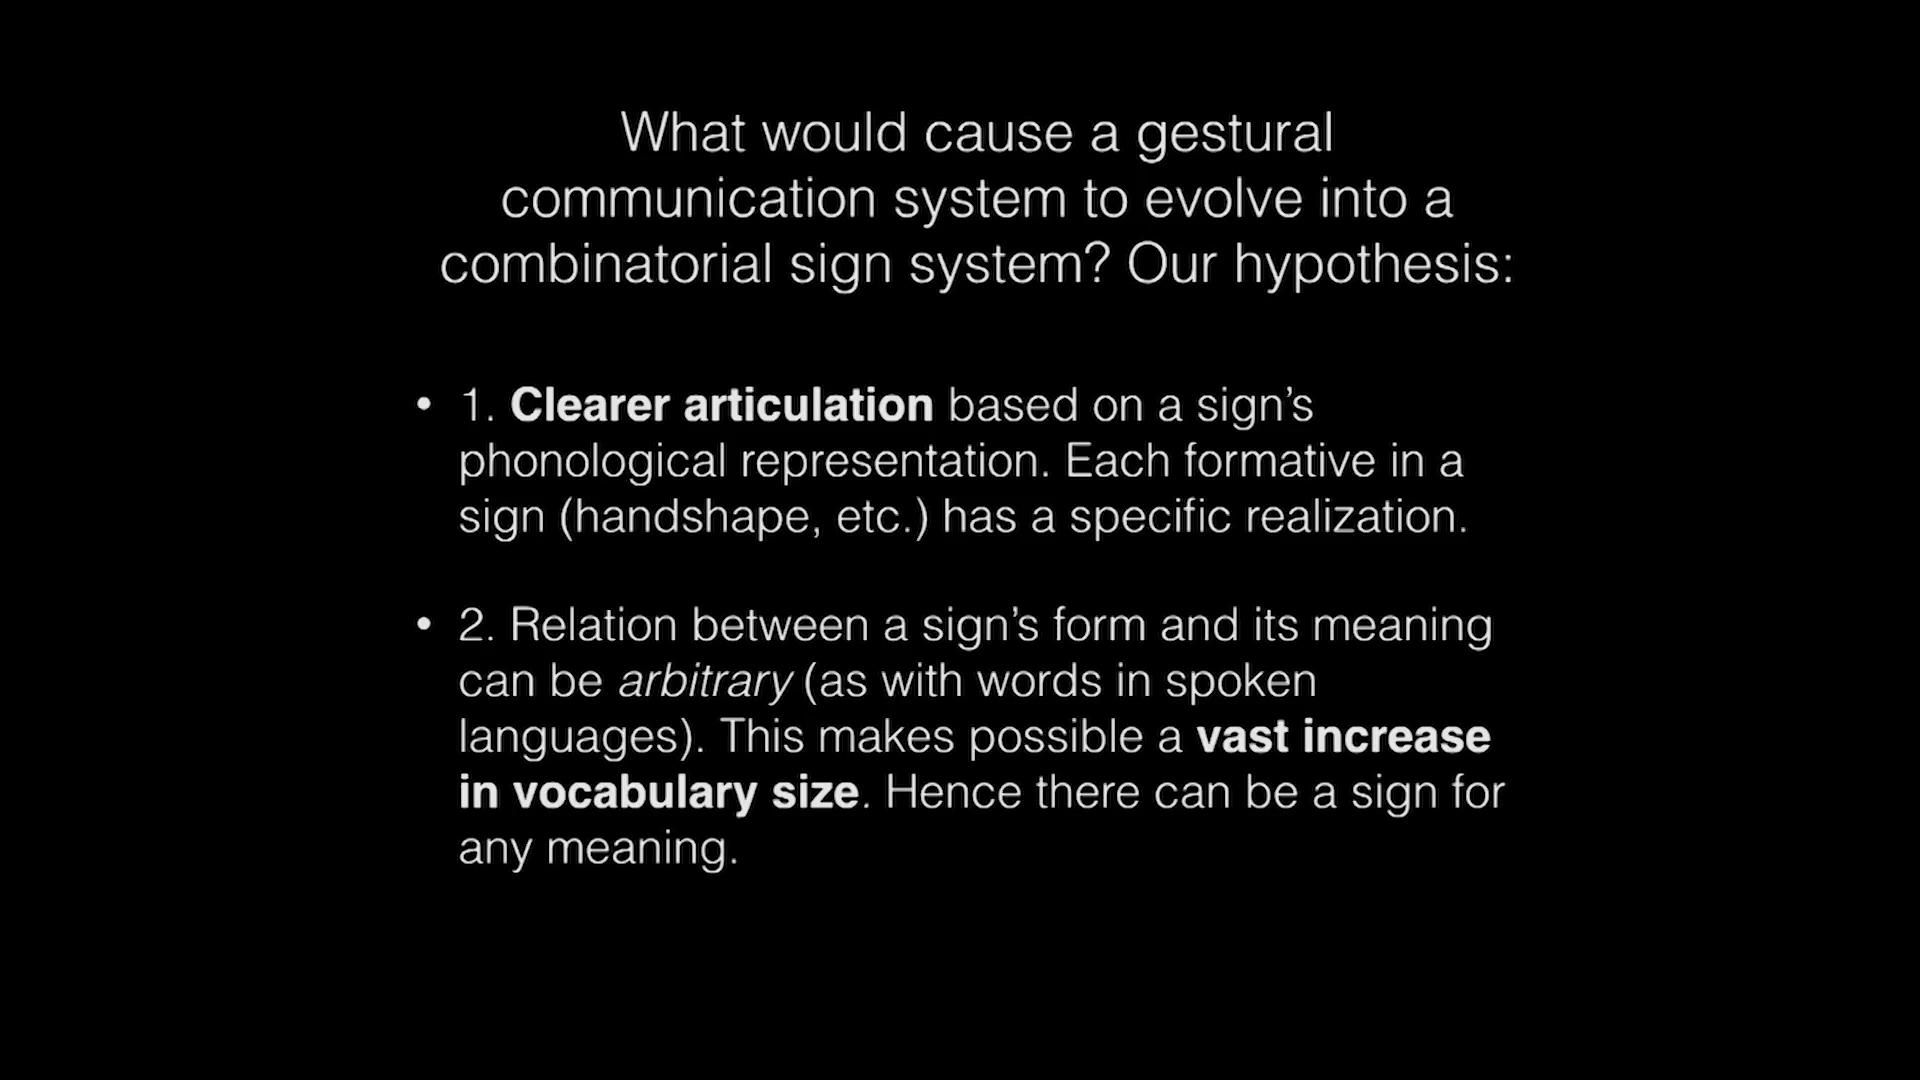 What would cause a gestural
communication system to evolve into a
combinatorial sign system? Our hypothesis:
• 1. Clearer articulation based on a sign’s
phonological representation. Each formative in a
sign (handshape, etc.) has a specific realization.
• 2. Relation between a sign’s form and its meaning
can be arbitrary (as with words in spoken
languages). This makes possible a vast increase
in vocabulary size. Hence there can be a sign for
any meaning.